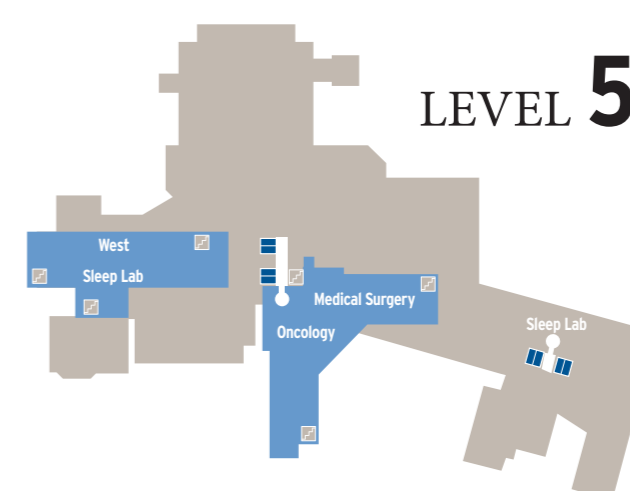 LEVEL 5
West
Sleep Lab
Medical Surgery
Oncology
Sleep Lab